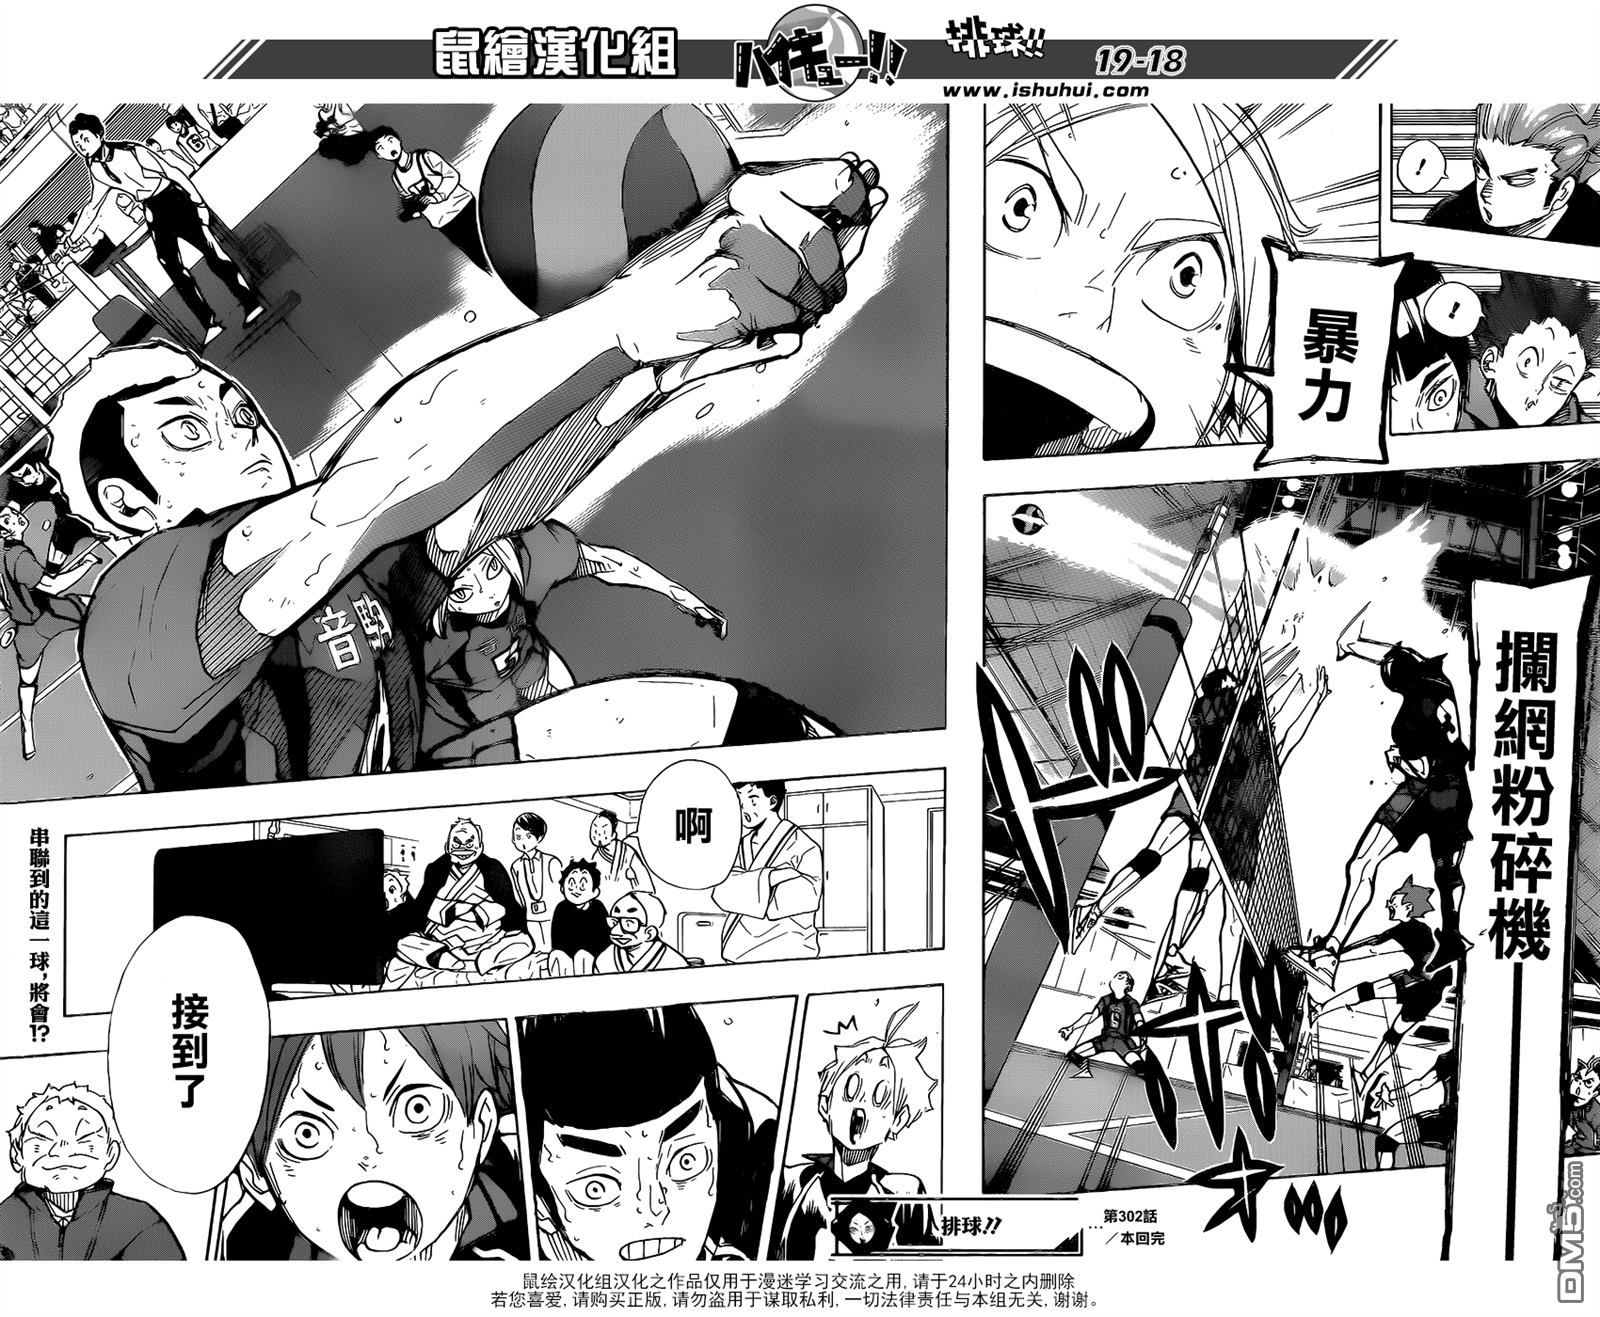 鼠繪漢化組
ハイキュー!!
排球!!
19-18
www.ishuhui.com
!
!
暴力
攔網粉碎機——
ドドドッ
音駒
5
啊
接到了
串聯到的這一球，將會!?
排球!!
第302話
／本回完
鼠绘汉化组汉化之作品仅用于漫迷学习交流之用,请于24小时之内删除
若您喜爱,请购买正版,请勿盗用于谋取私利,一切法律责任与本组无关,谢谢。
DM5.com